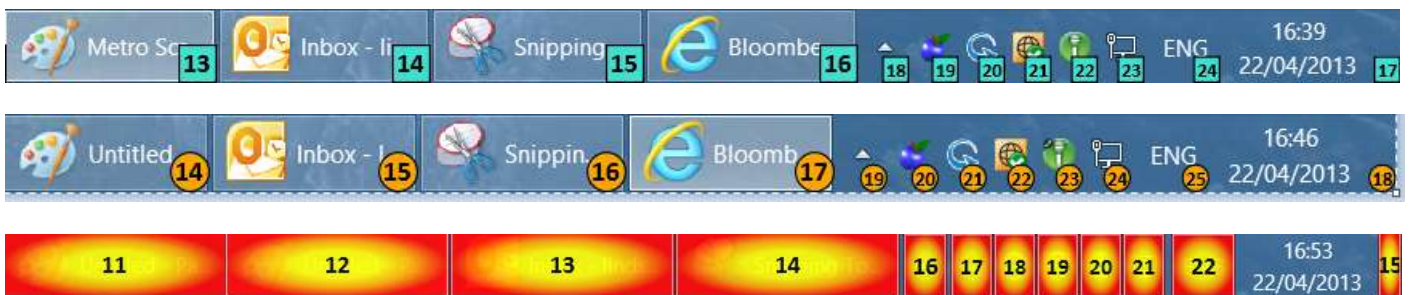 Metro Sc 13 Inbox - li 14 Snipping 15 Bloombe 16 18 19 20 21 22 23 ENG 24 16:39 17
22/04/2013
Untitled 14 Inbox - 15 Snippin. 16 Bloomb 17 19 20 21 22 23 24 ENG 25 16:46 18
22/04/2013
11 12 13 14 16 17 18 19 20 21 22 16:53 15
22/04/2013